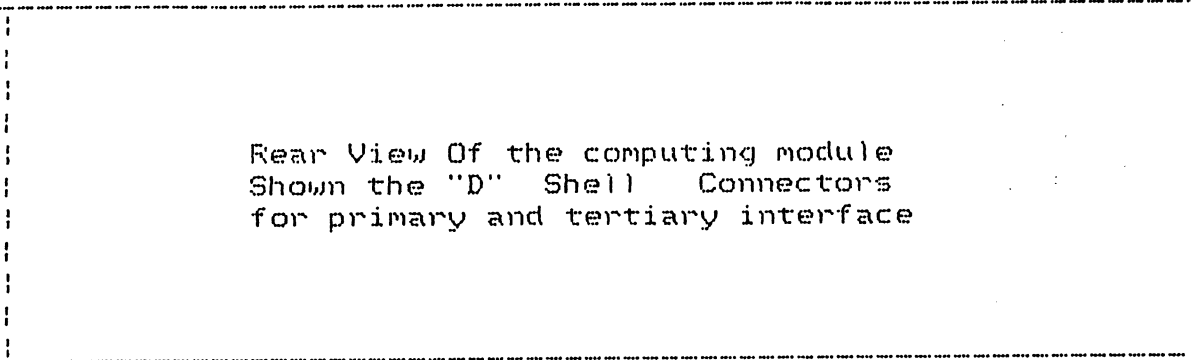 Rear View Of the computing module
Shown the "D" Shell Connectors
for primary and tertiary interface